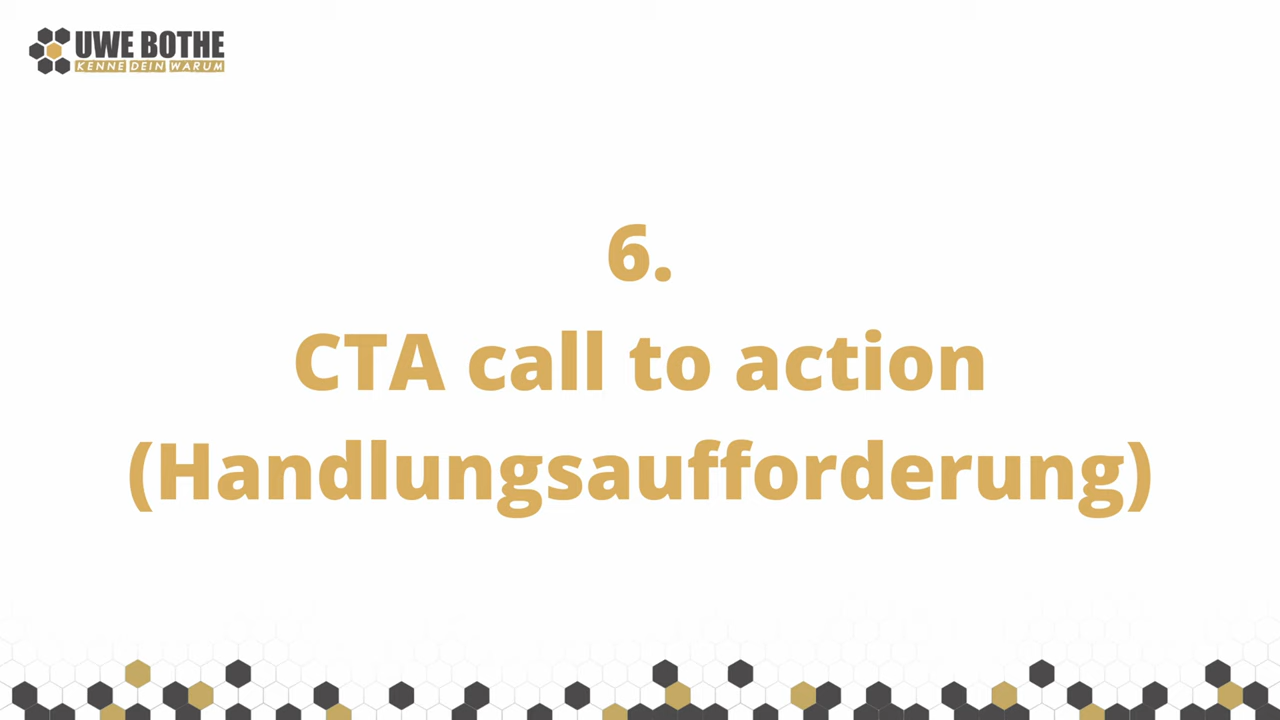 UWE BOTHE
KENNE DEIN WARUM
6.
CTA call to action
(Handlungsaufforderung)